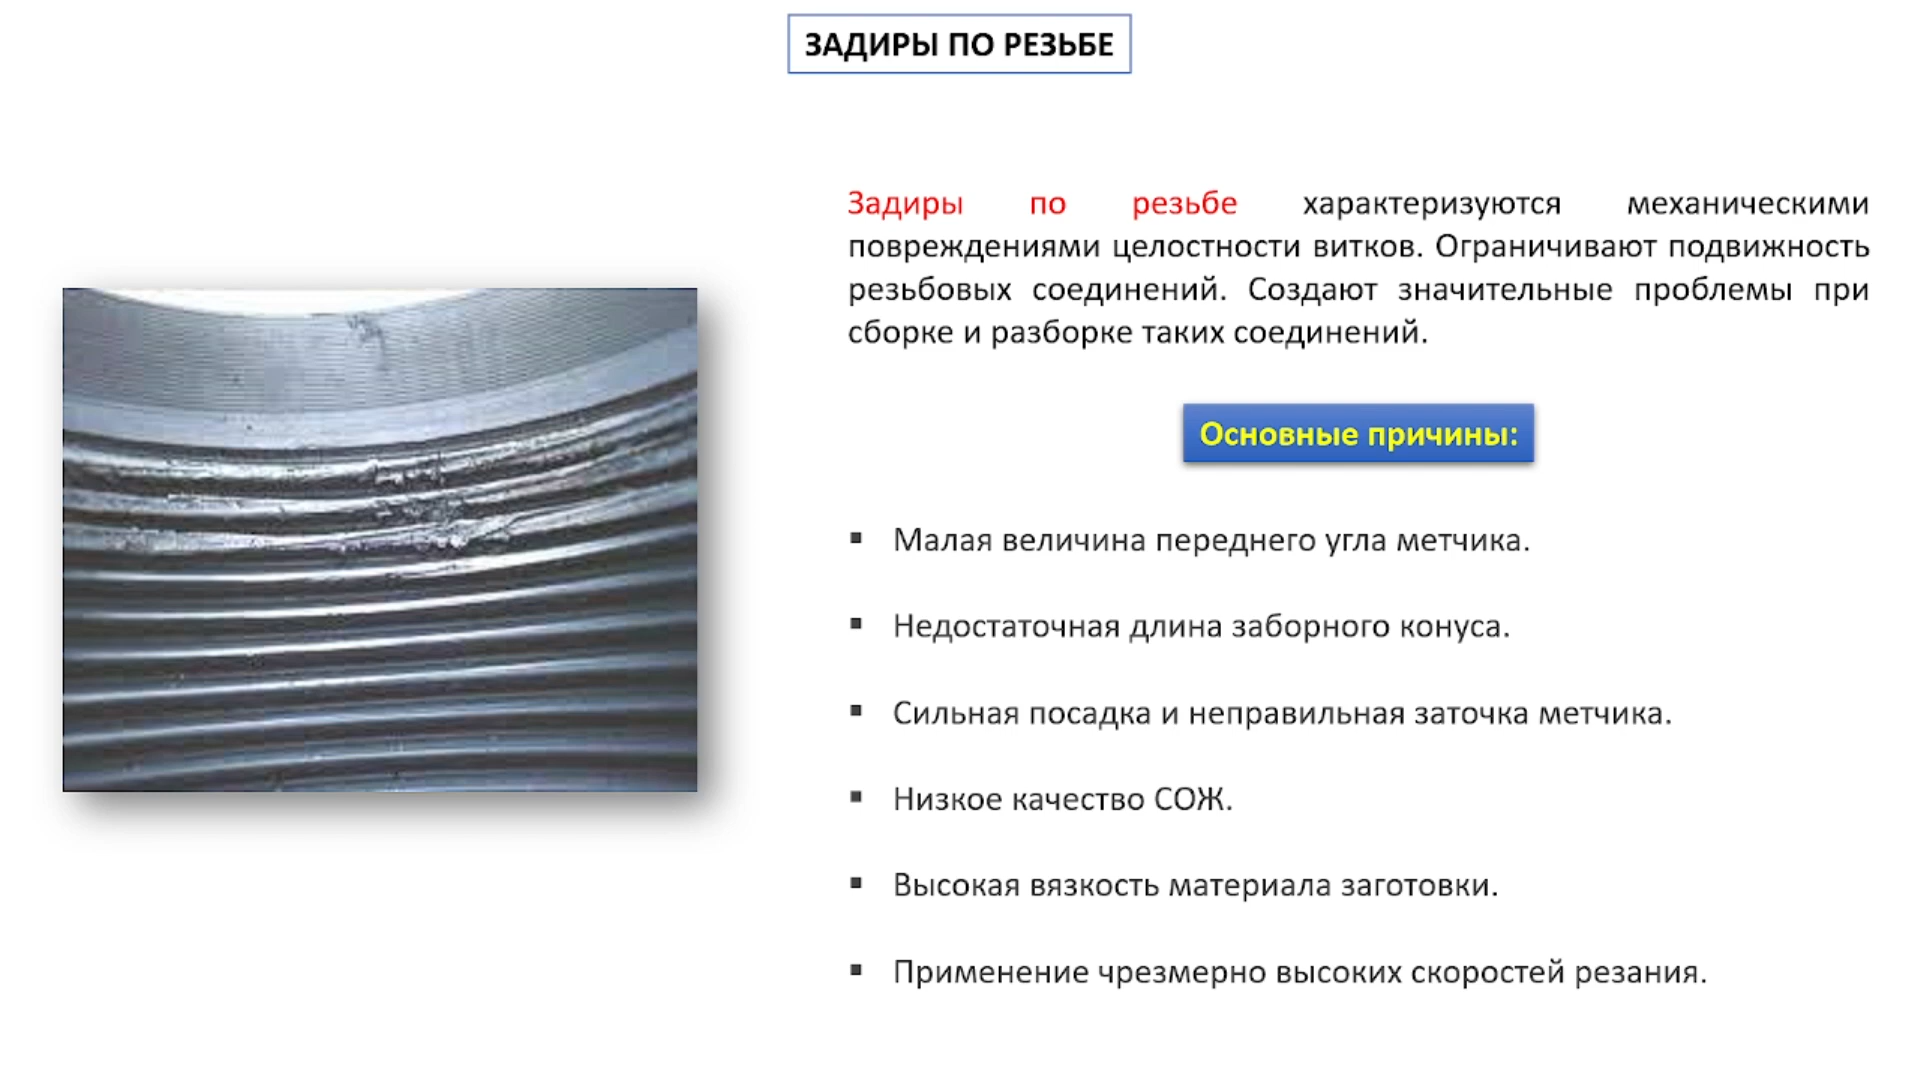 ЗАДИРЫ ПО РЕЗЬБЕ
Задиры по резьбе характеризуются механическими
повреждениями целостности витков. Ограничивают подвижность
резьбовых соединений. Создают значительные проблемы при
сборке и разборке таких соединений.
Основные причины:
▪ Малая величина переднего угла метчика.
▪ Недостаточная длина заборного конуса.
▪ Сильная посадка и неправильная заточка метчика.
▪ Низкое качество СОЖ.
▪ Высокая вязкость материала заготовки.
▪ Применение чрезмерно высоких скоростей резания.